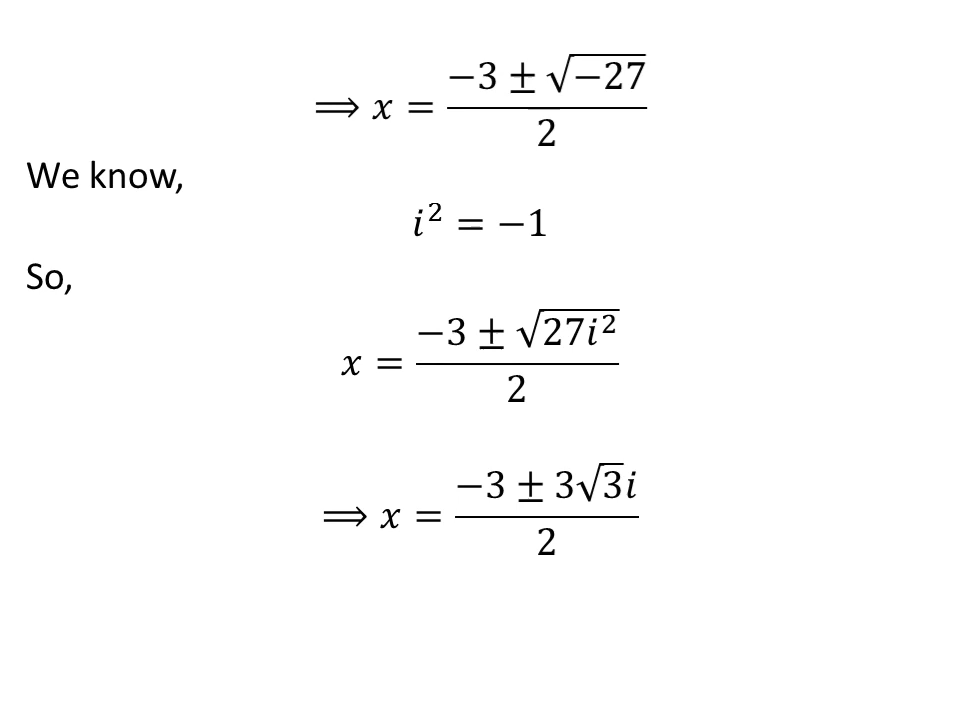 ⟹ x = (−3 ± √−27) / 2
We know,
i² = −1
So,
x = (−3 ± √27i²) / 2
⟹ x = (−3 ± 3√3i) / 2